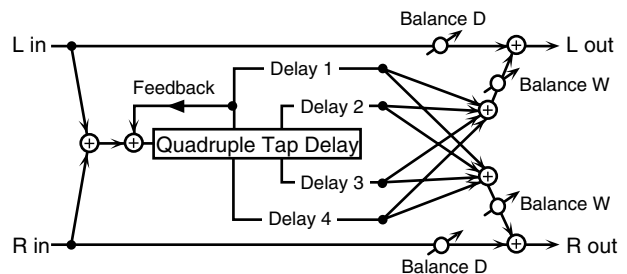 Balance D
L in
L out
Delay 1
Feedback
Balance W
Delay 2
Quadruple Tap Delay
Delay 3
Balance W
Delay 4
R in
R out
Balance D